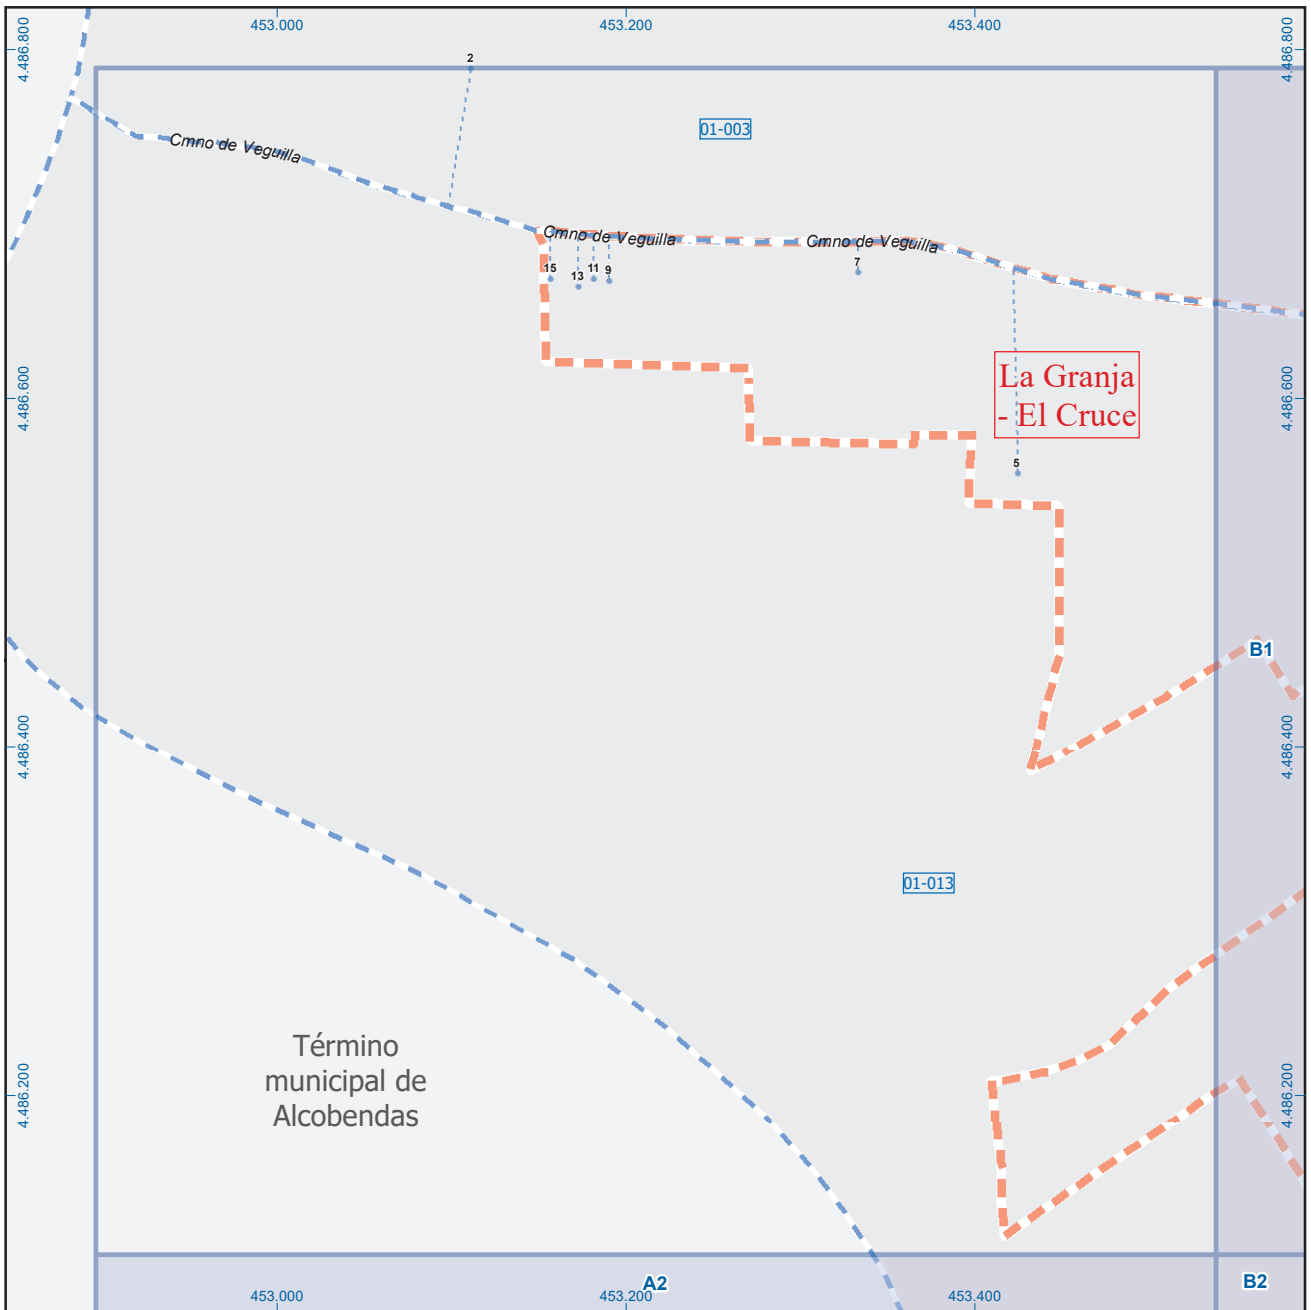 453.000
453.200
453.400
4.486.800
4.486.800
2
01-003
Cmno de Veguilla
Cmno de Veguilla
Cmno de Veguilla
15
13
11
9
7
La Granja
- El Cruce
4.486.600
4.486.600
5
B1
4.486.400
4.486.400
01-013
Término
municipal de
Alcobendas
4.486.200
4.486.200
A2
B2
453.000
453.200
453.400